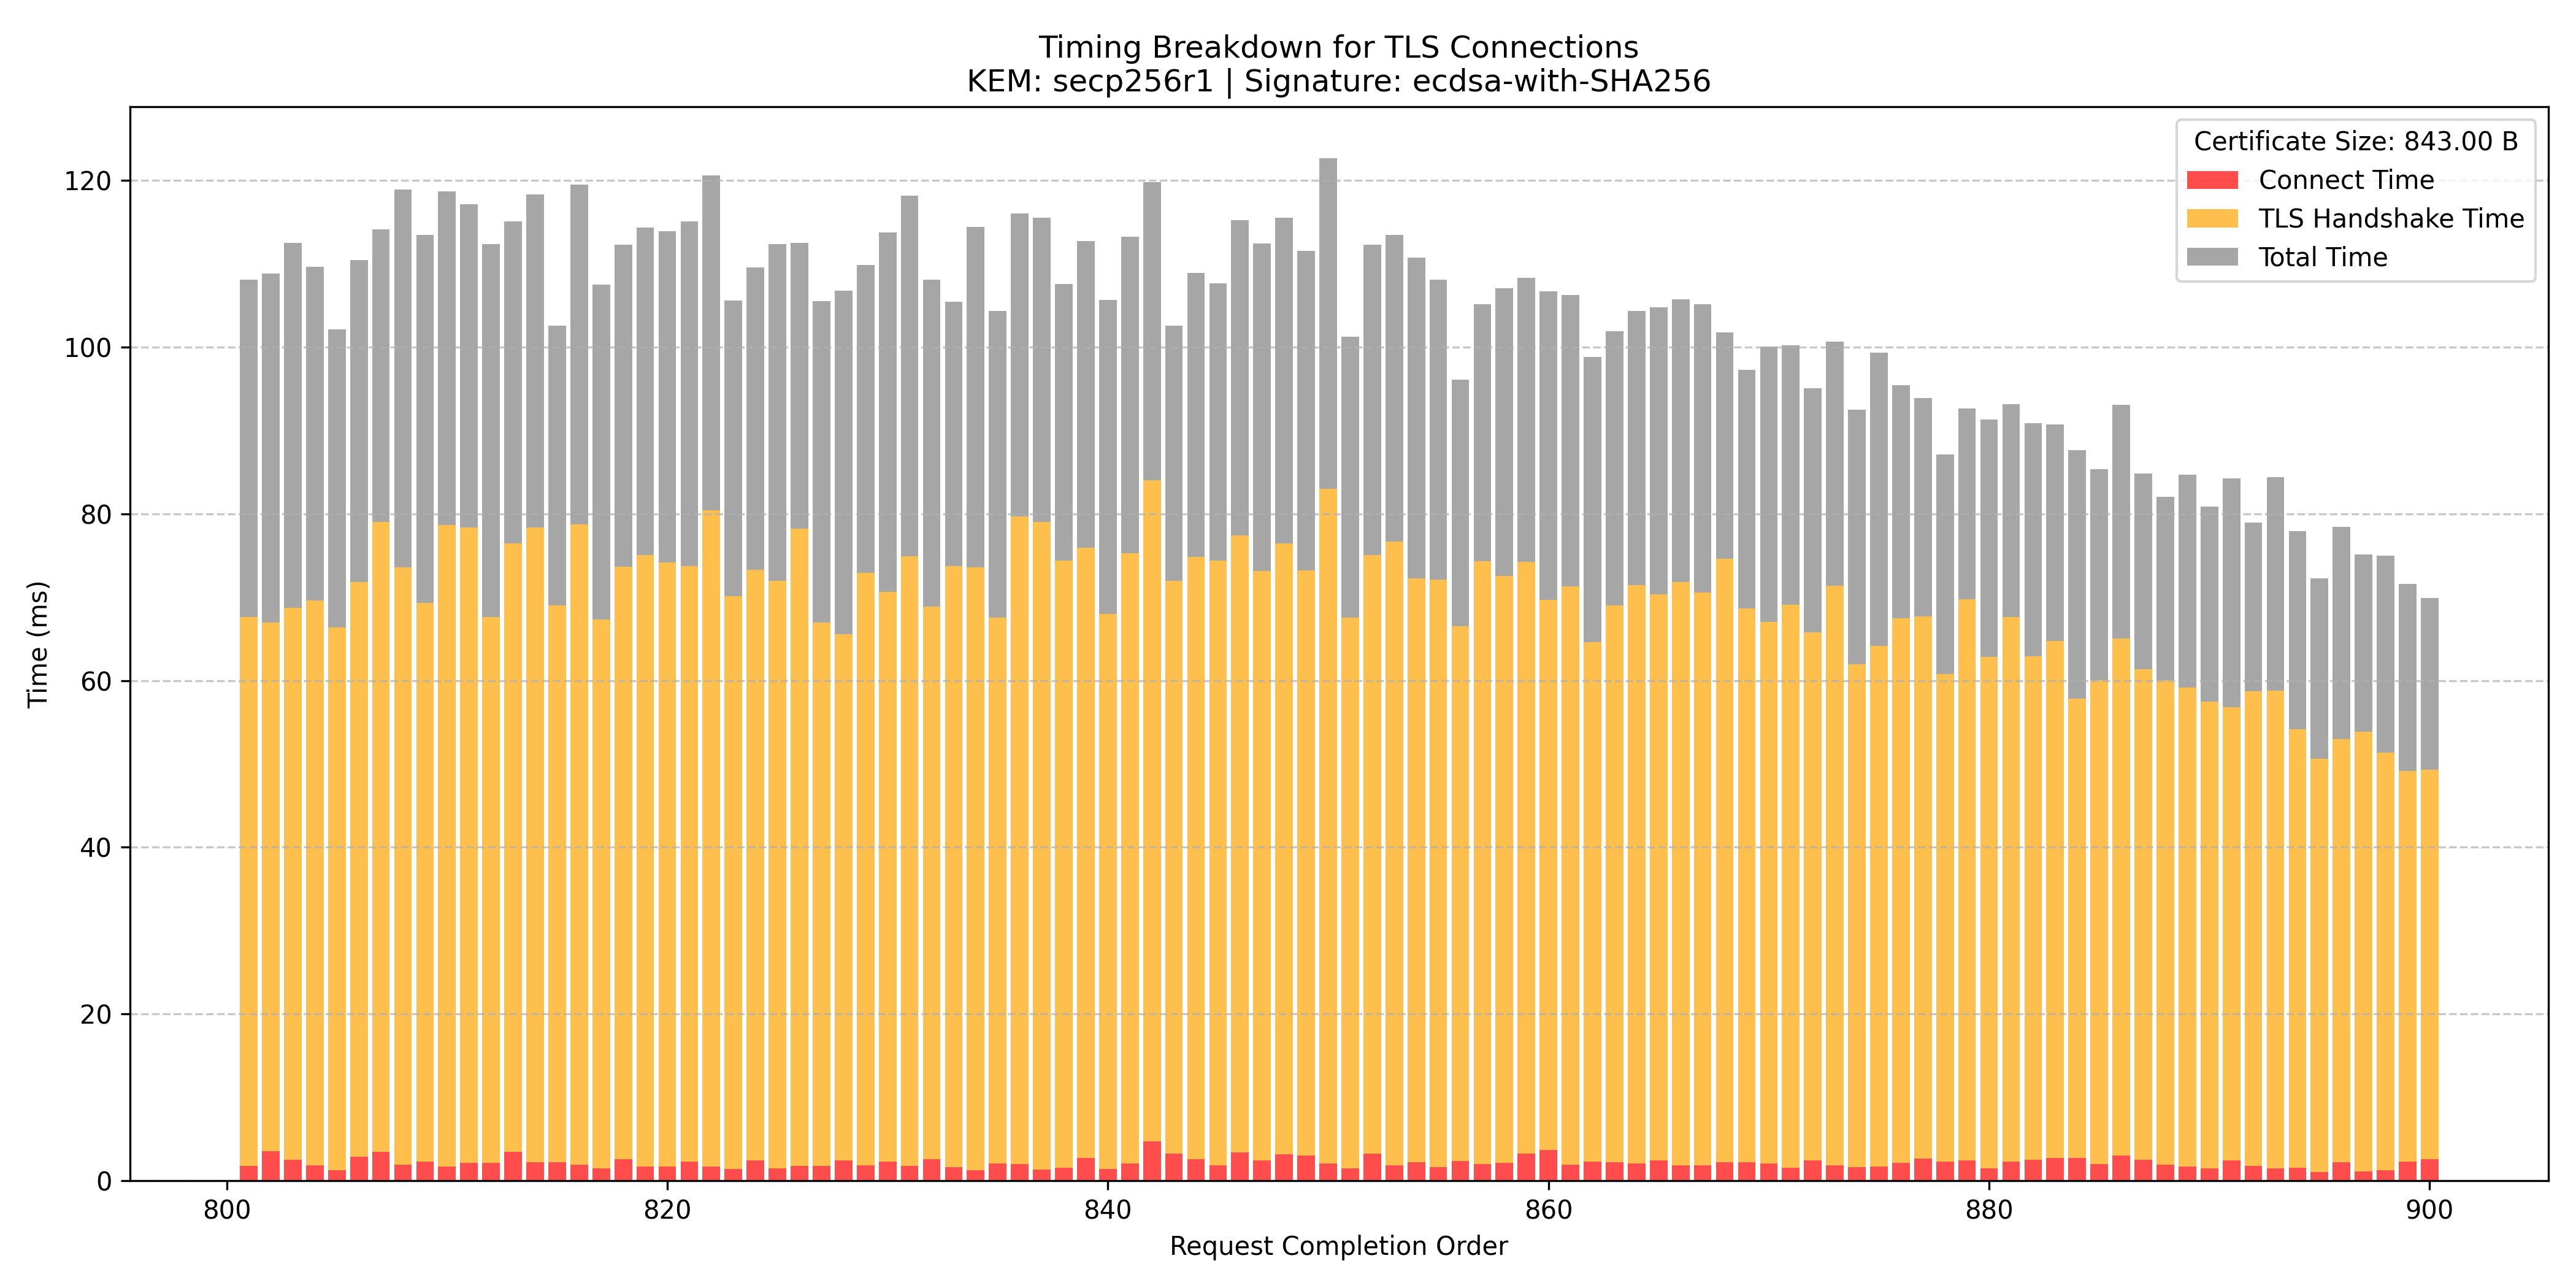 Timing Breakdown for TLS Connections
KEM: secp256r1 | Signature: ecdsa-with-SHA256
Certificate Size: 843.00 B
Connect Time
TLS Handshake Time
Total Time
Time (ms)
120
100
80
60
40
20
0
800
820
840
860
880
900
Request Completion Order